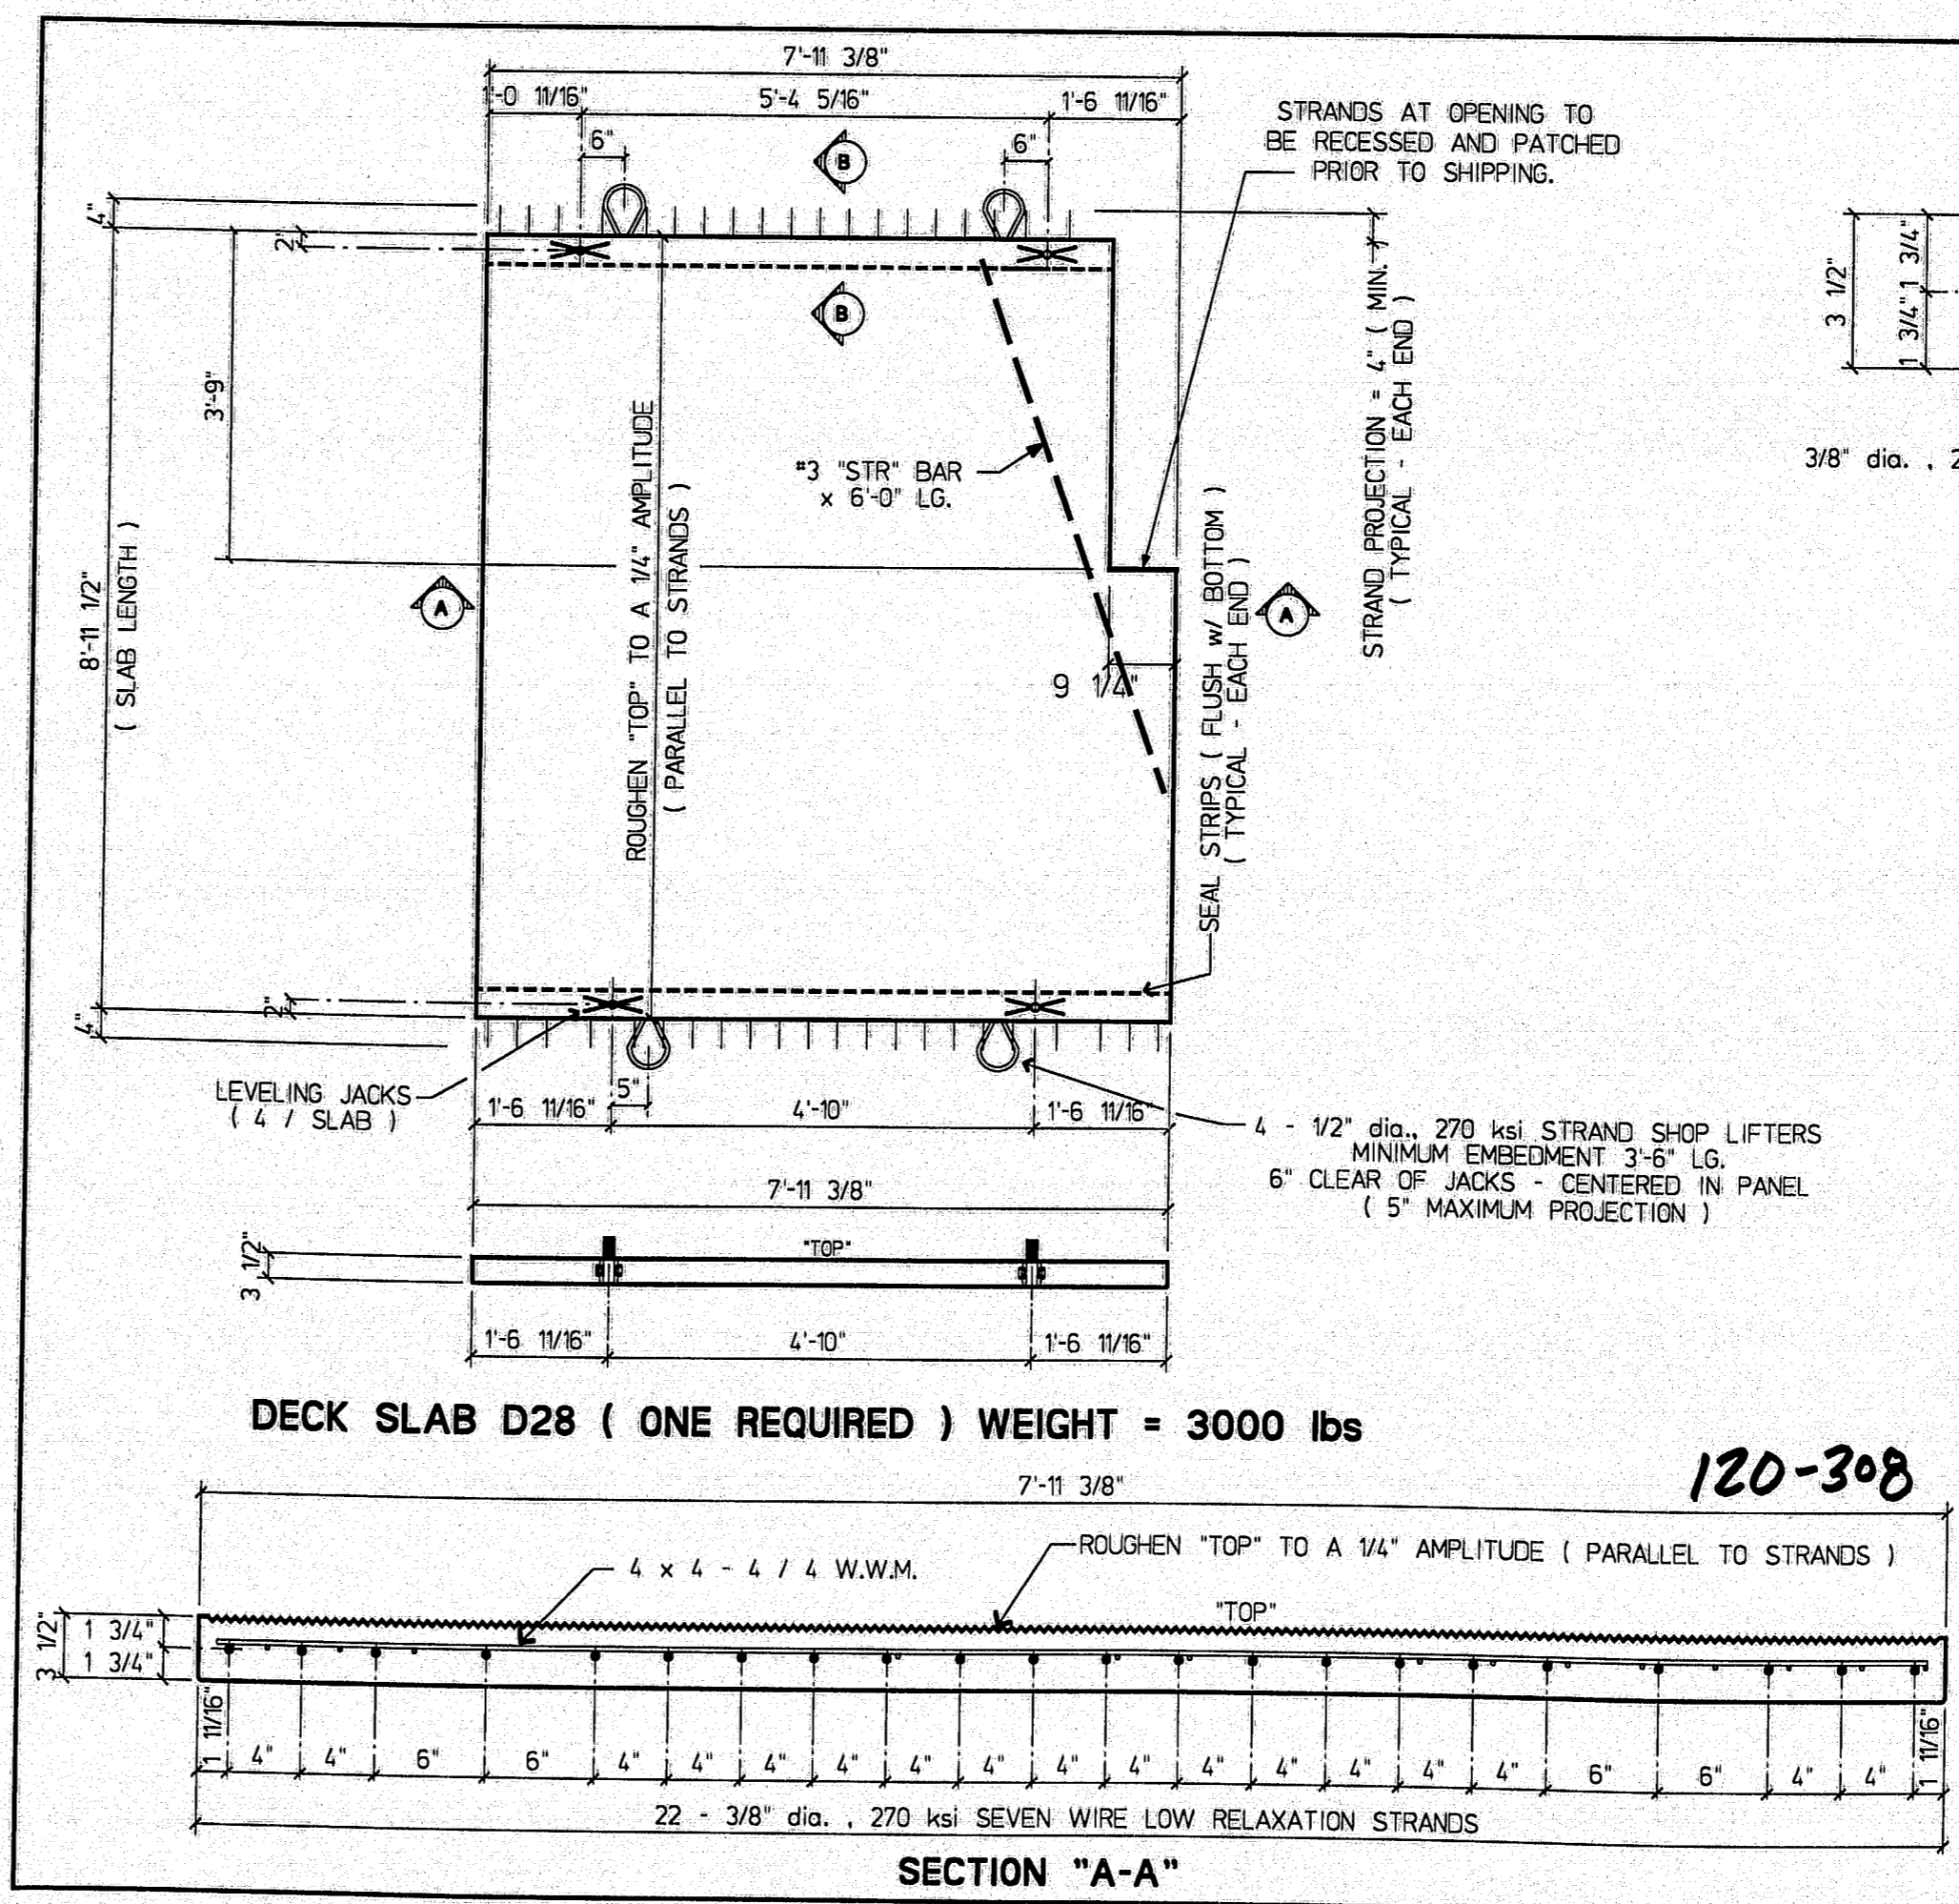 7'-11 3/8"
1'-0 11/16"
5'-4 5/16"
1'-6 11/16"
6"
6"
B
STRANDS AT OPENING TO
BE RECESSED AND PATCHED
PRIOR TO SHIPPING.
4"
2"
B
3'-9"
8'-11 1/2"
( SLAB LENGTH )
ROUGHEN "TOP" TO A 1/4" AMPLITUDE
( PARALLEL TO STRANDS )
#3 "STR" BAR
x 6'-0" LG.
STRAND PROJECTION = 4" ( MIN. )
( TYPICAL - EACH END )
3 1/2"
1 3/4"
1 3/4"
3/8" dia. , 2
A
A
9 1/4"
SEAL STRIPS ( FLUSH w/ BOTTOM )
( TYPICAL - EACH END )
2"
4"
LEVELING JACKS
( 4 / SLAB )
1'-6 11/16"
5"
4'-10"
1'-6 11/16"
4 - 1/2" dia., 270 ksi STRAND SHOP LIFTERS
MINIMUM EMBEDMENT 3'-6" LG.
6" CLEAR OF JACKS - CENTERED IN PANEL
( 5" MAXIMUM PROJECTION )
7'-11 3/8"
3 1/2"
"TOP"
1'-6 11/16"
4'-10"
1'-6 11/16"
DECK SLAB D28 ( ONE REQUIRED ) WEIGHT = 3000 lbs
120-308
7'-11 3/8"
4 x 4 - 4 / 4 W.W.M.
ROUGHEN "TOP" TO A 1/4" AMPLITUDE ( PARALLEL TO STRANDS )
"TOP"
3 1/2"
1 3/4"
1 3/4"
1 11/16" 4" 4" 6" 6" 4" 4" 4" 4" 4" 4" 4" 4" 4" 4" 4" 4" 4" 6" 6" 4" 4" 1 11/16"
22 - 3/8" dia. , 270 ksi SEVEN WIRE LOW RELAXATION STRANDS
SECTION "A-A"